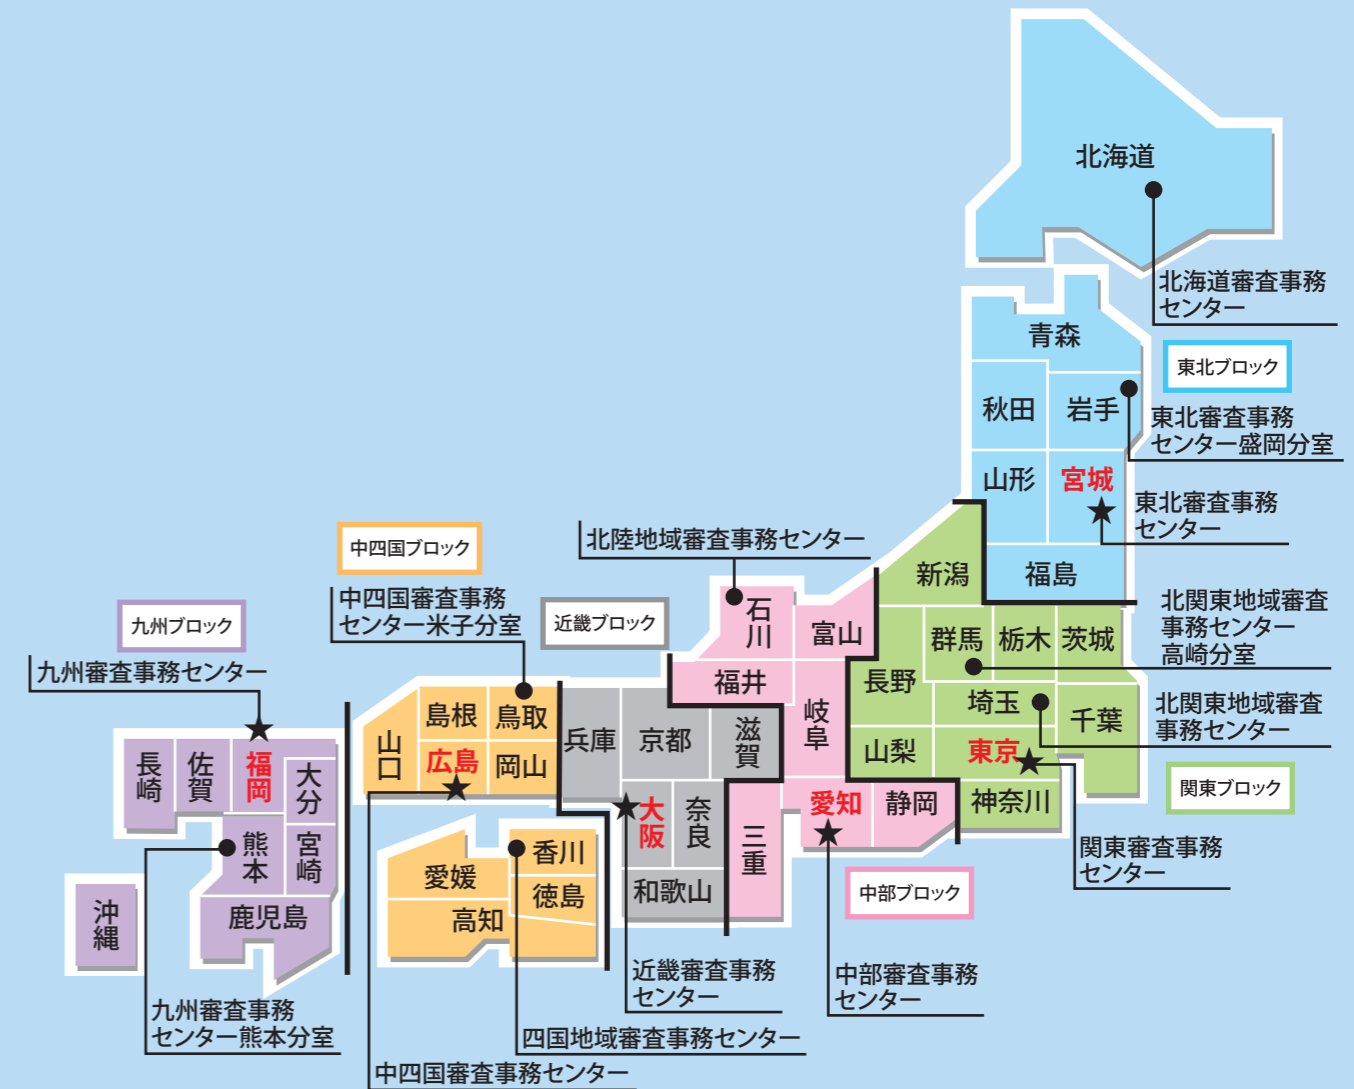 北海道
北海道審査事務
センター
青森
東北ブロック
秋田
岩手
東北審査事務
センター盛岡分室
山形
宮城
東北審査事務
センター
福島
北陸地域審査事務センター
中四国ブロック
新潟
石川
富山
群馬
栃木
茨城
北関東地域審査
事務センター
高崎分室
中四国審査事務
センター米子分室
近畿ブロック
九州ブロック
九州審査事務センター
福井
長野
岐阜
埼玉
千葉
北関東地域審査
事務センター
島根
鳥取
山口
広島
岡山
兵庫
京都
滋賀
山梨
東京
長崎
佐賀
福岡
大分
関東ブロック
大阪
奈良
三重
愛知
静岡
神奈川
関東審査事務
センター
熊本
宮崎
香川
愛媛
徳島
和歌山
中部ブロック
沖縄
鹿児島
高知
近畿審査事務
センター
中部審査事務
センター
九州審査事務
センター熊本分室
四国地域審査事務センター
中四国審査事務センター